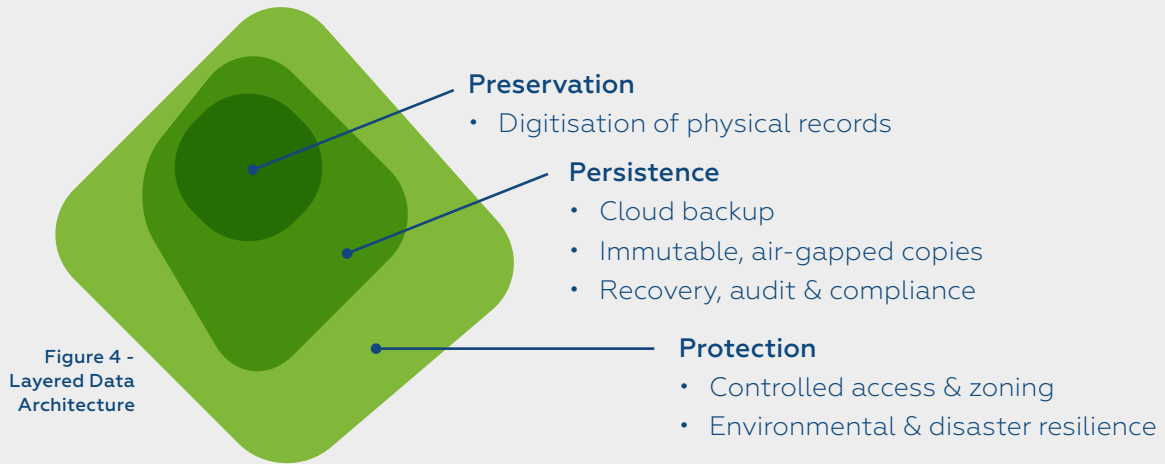 Preservation
• Digitisation of physical records
Persistence
• Cloud backup
• Immutable, air-gapped copies
• Recovery, audit & compliance
Protection
• Controlled access & zoning
• Environmental & disaster resilience
Figure 4 -
Layered Data
Architecture